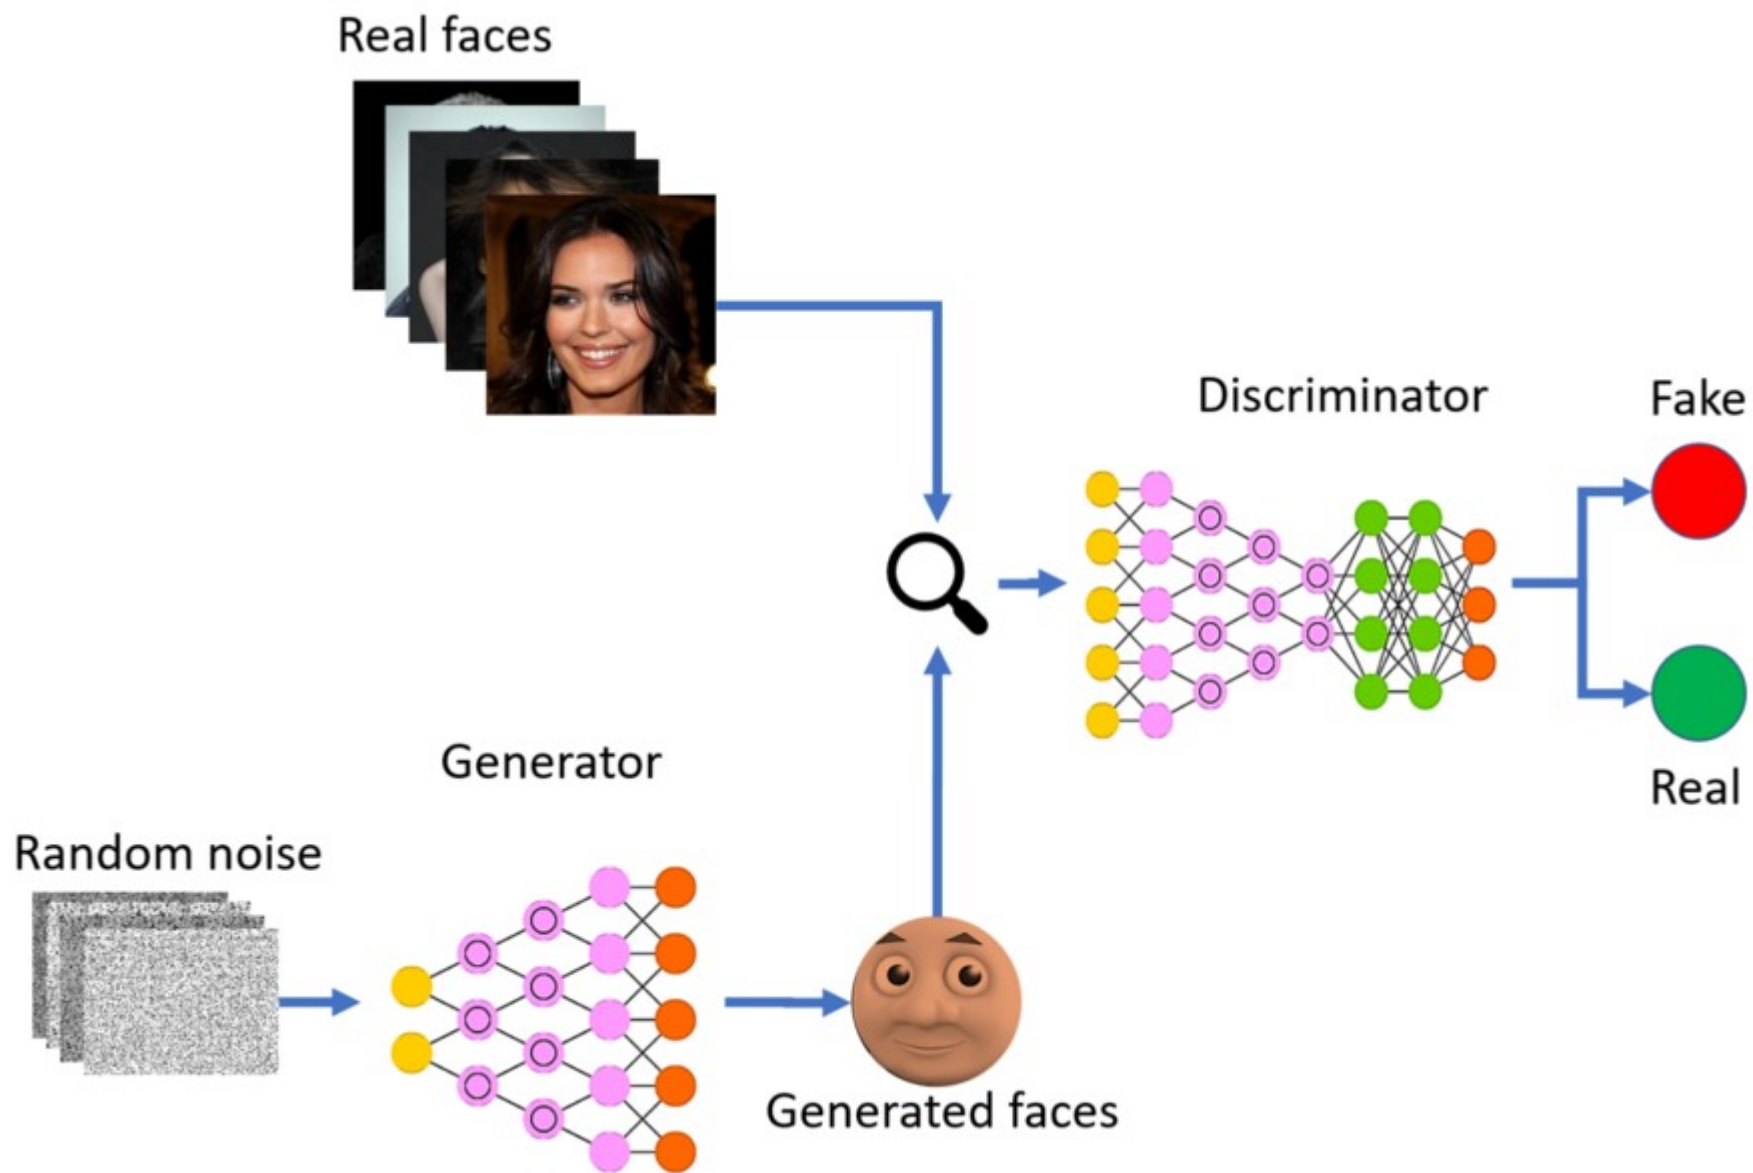 Real faces
Discriminator
Fake
Generator
Real
Random noise
Generated faces